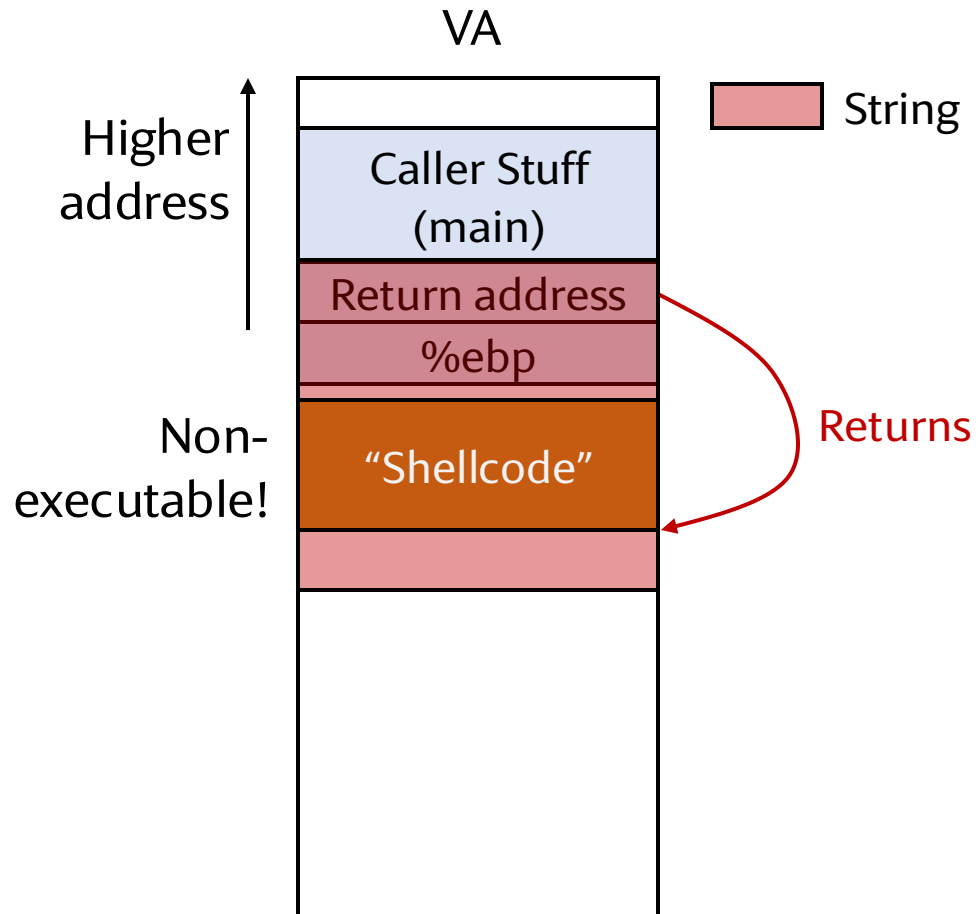 VA
String
Higher
address
Caller Stuff
(main)
Return address
%ebp
Returns
Non-
executable!
“Shellcode”